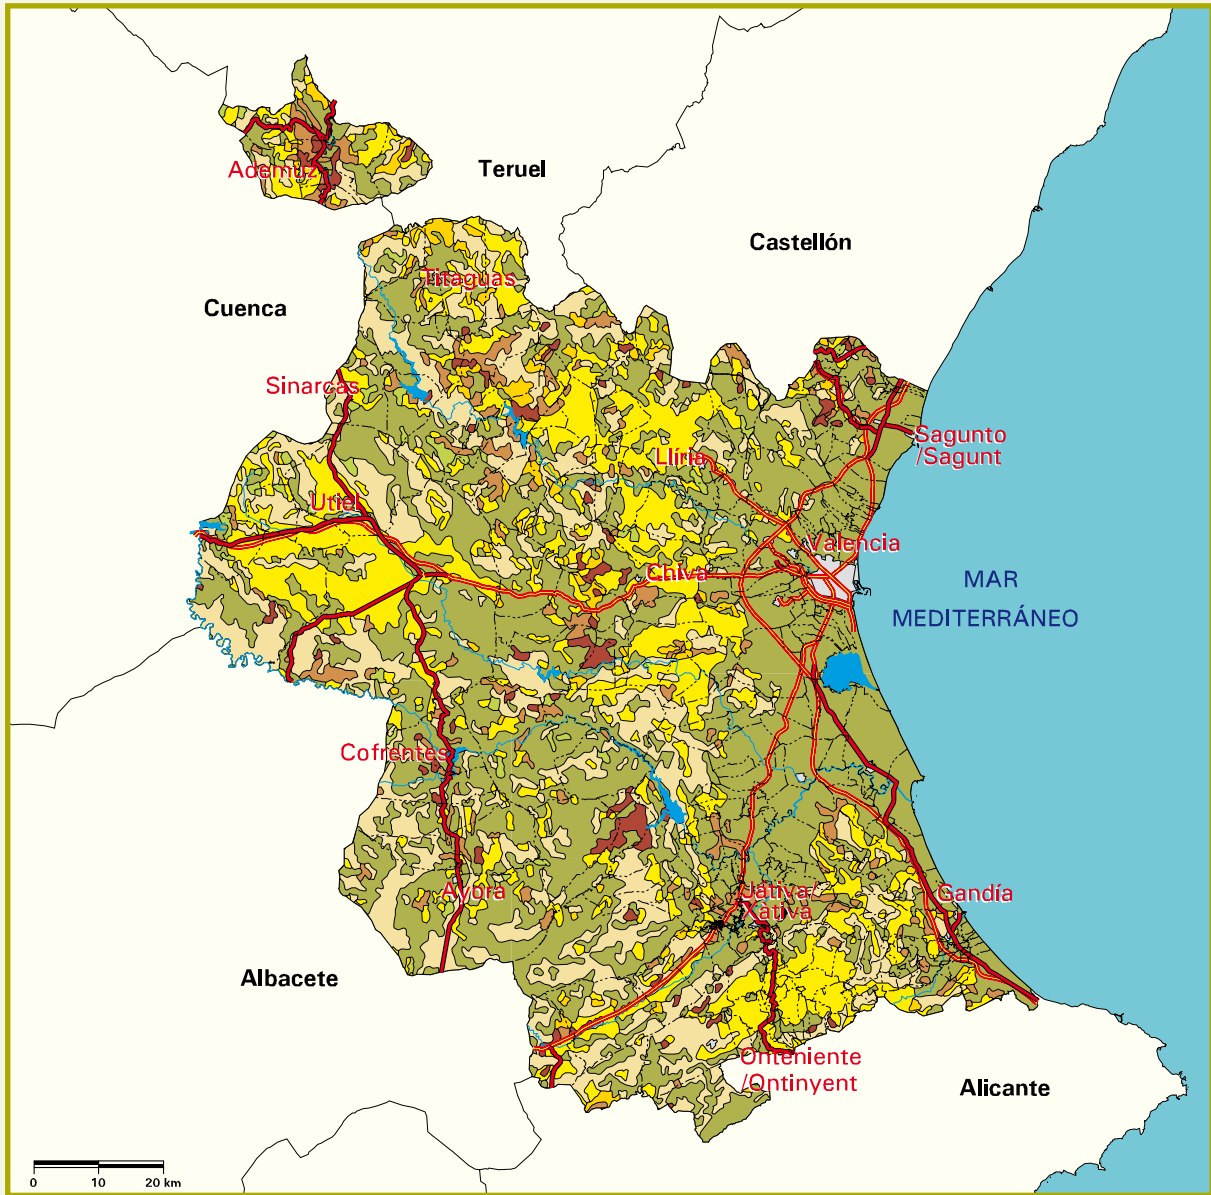 Teruel
Ademuz
Castellón
Titaguas
Cuenca
Sinarcas
Sagunto
/Sagunt
Llíria
Utiel
Valencia
Chiva
MAR
MEDITERRÁNEO
Cofrentes
Ayora
Játiva/
Xàtiva
Gandía
Albacete
Onteniente
/Ontinyent
Alicante
0 10 20 km